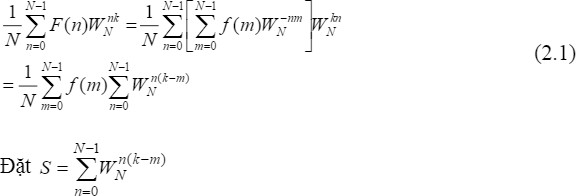 \frac{1}{N}\sum_{n=0}^{N-1} F(n)W_N^{nk} = \frac{1}{N}\sum_{n=0}^{N-1}\left[\sum_{m=0}^{N-1} f(m)W_N^{-nm}\right]W_N^{kn}
(2.1)
= \frac{1}{N}\sum_{m=0}^{N-1} f(m)\sum_{n=0}^{N-1} W_N^{n(k-m)}
Đặt S = \sum_{n=0}^{N-1} W_N^{n(k-m)}